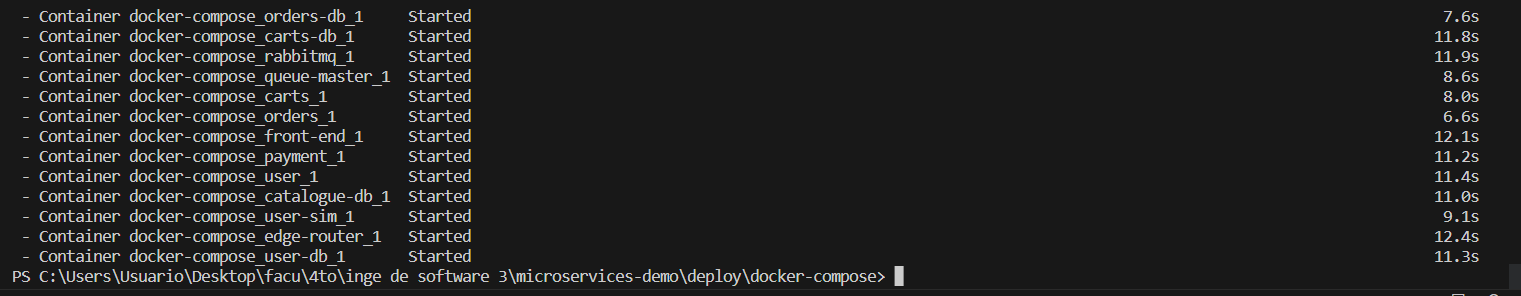 - Container docker-compose_orders-db_1 Started 7.6s
- Container docker-compose_carts-db_1 Started 11.8s
- Container docker-compose_rabbitmq_1 Started 11.9s
- Container docker-compose_queue-master_1 Started 8.6s
- Container docker-compose_carts_1 Started 8.0s
- Container docker-compose_orders_1 Started 6.6s
- Container docker-compose_front-end_1 Started 12.1s
- Container docker-compose_payment_1 Started 11.2s
- Container docker-compose_user_1 Started 11.4s
- Container docker-compose_catalogue-db_1 Started 11.0s
- Container docker-compose_user-sim_1 Started 9.1s
- Container docker-compose_edge-router_1 Started 12.4s
- Container docker-compose_user-db_1 Started 11.3s
PS C:\Users\Usuario\Desktop\facu\4to\inge de software 3\microservices-demo\deploy\docker-compose>